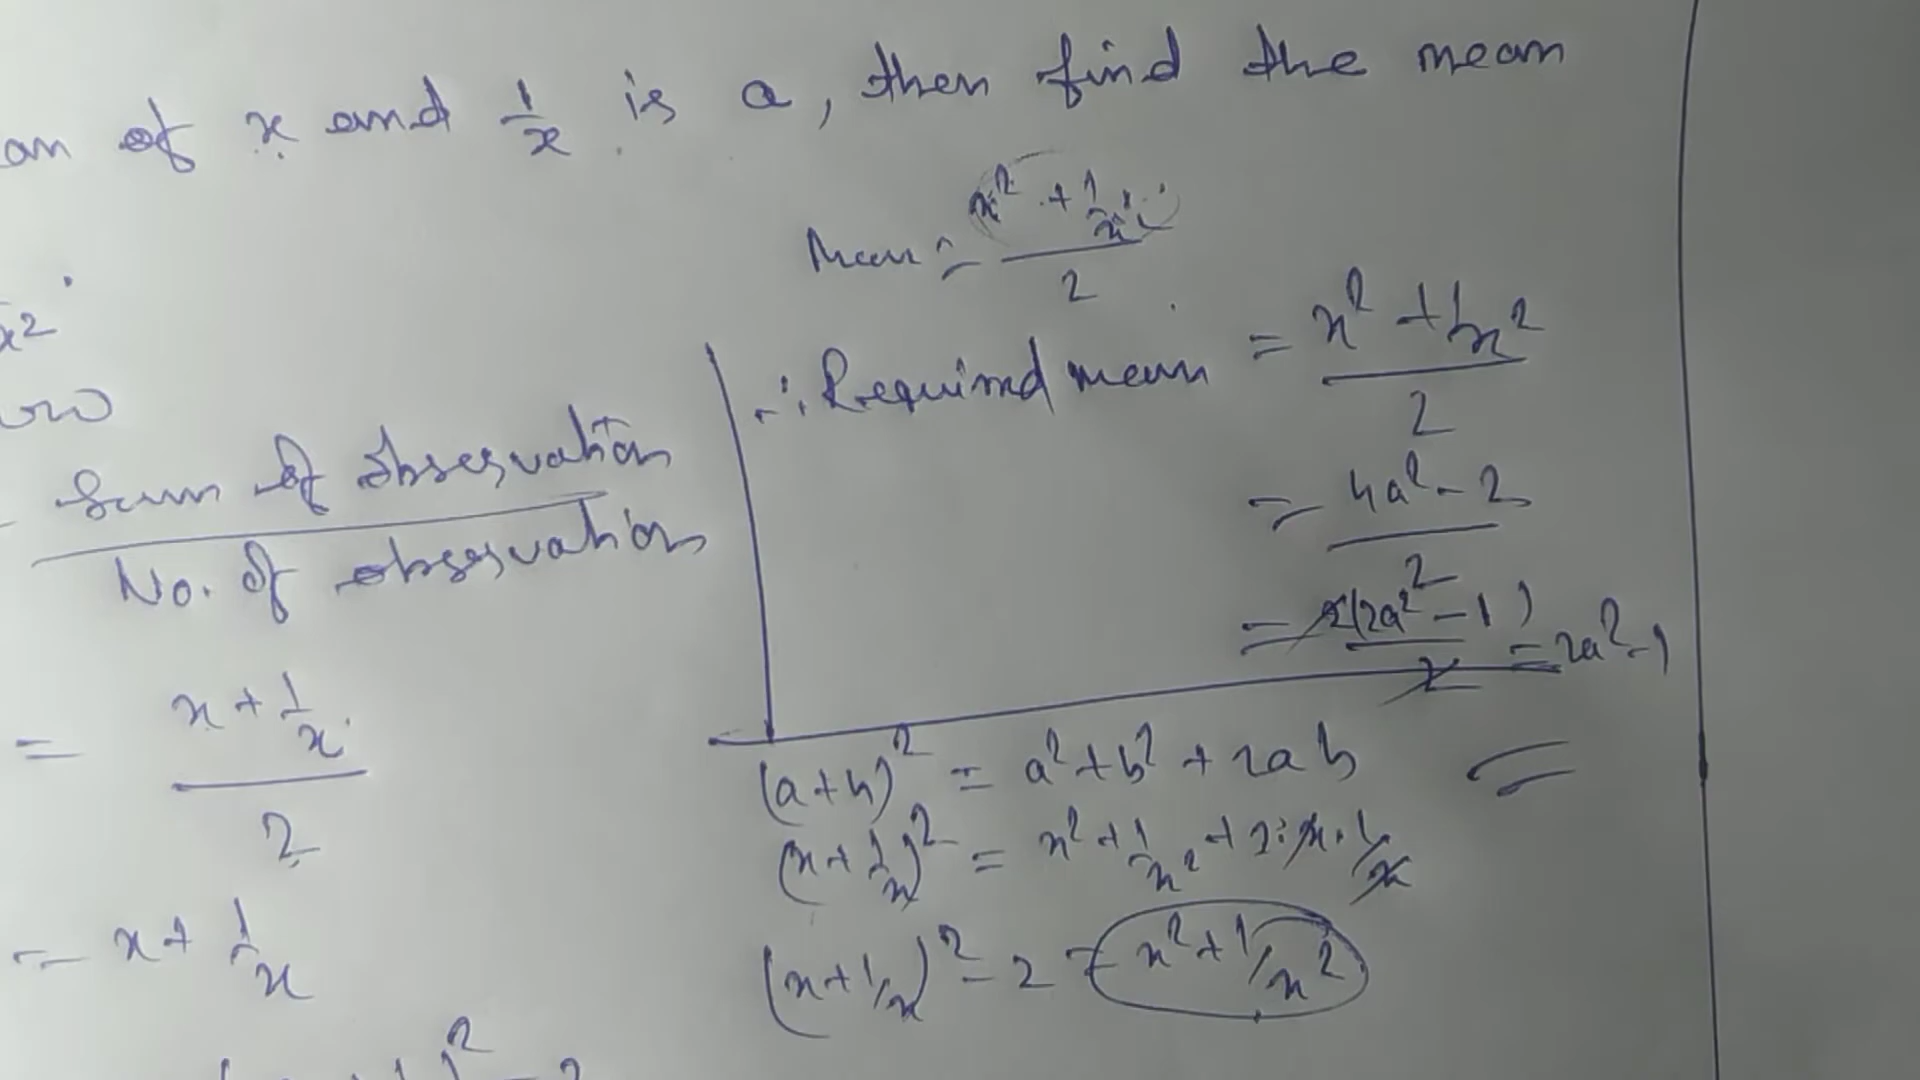 an of x and 1/x is a, then find the mean
x2.
Mean = (x² + 1/x²)/2
Sum of observation
No. of observation
= (x + 1/x)/2
= x + 1/x
∴ Required mean = (x² + 1/x²)/2
= (4a² - 2)/2
= 2(2a² - 1)/2 = 2a² - 1
(a+b)² = a² + b² + 2ab
(x + 1/x)² = x² + 1/x² + 2·x·1/x
(x + 1/x)² - 2 = x² + 1/x²